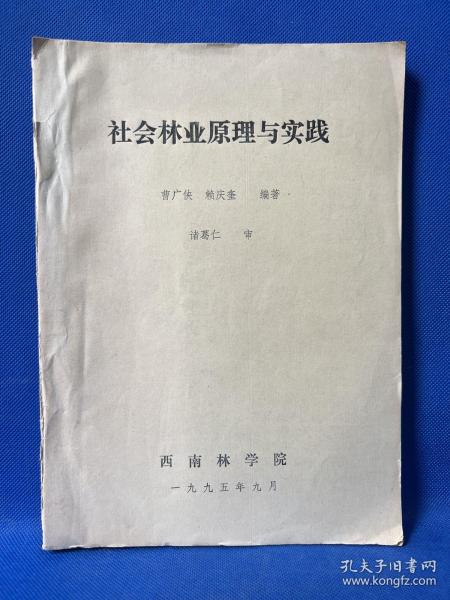 社会林业原理与实践
曹广侠 赖庆奎 编著
诸葛仁 审
西南林学院
一九九五年九月
孔夫子旧书网
www.kongfz.com